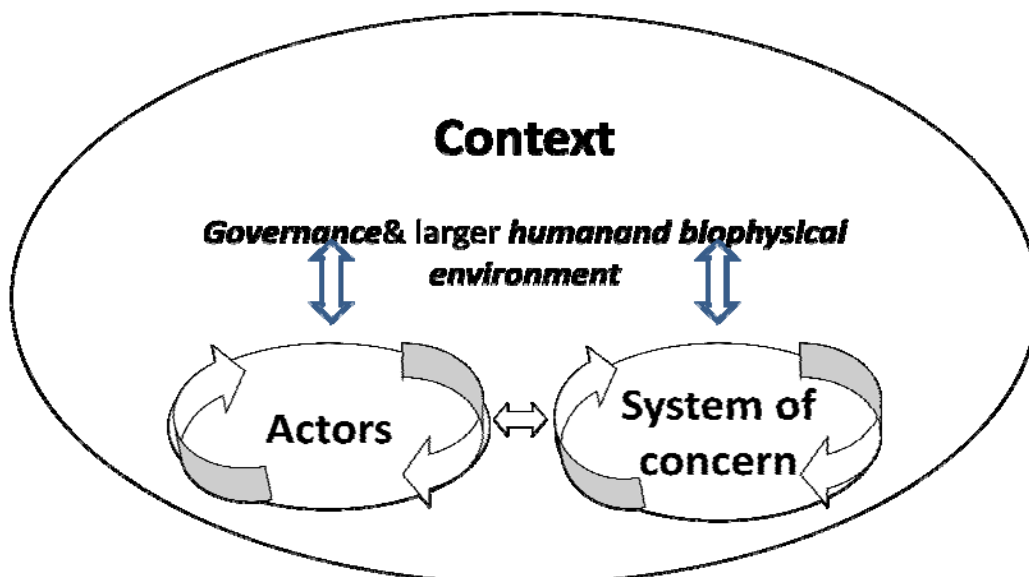 Context
Governance& larger humanand biophysical
environment
Actors
System of
concern